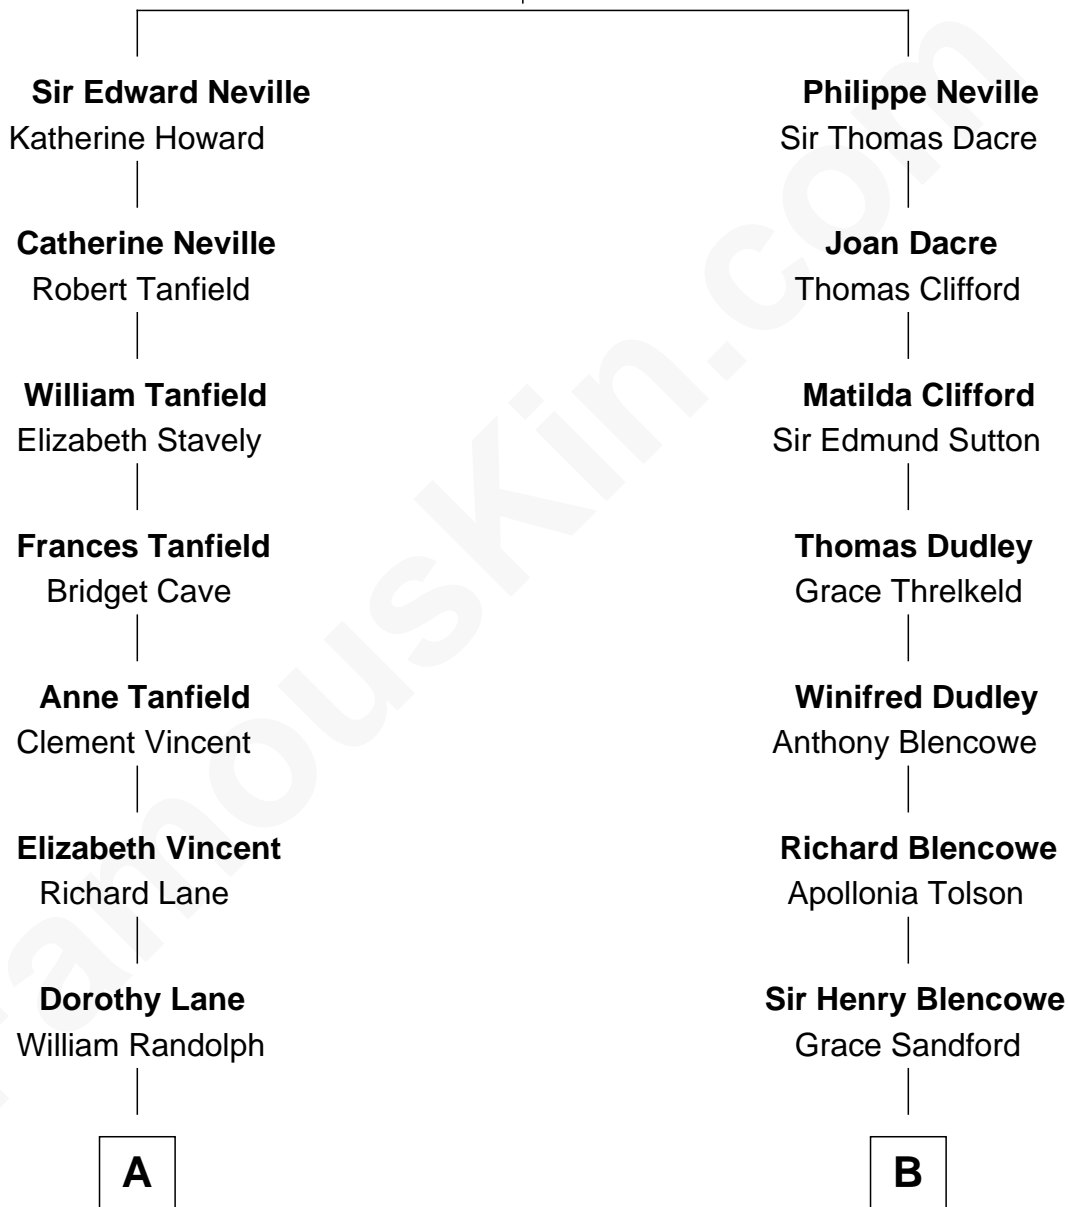 Sir Edward Neville
Katherine Howard
Catherine Neville
Robert Tanfield
William Tanfield
Elizabeth Stavely
Frances Tanfield
Bridget Cave
Anne Tanfield
Clement Vincent
Elizabeth Vincent
Richard Lane
Dorothy Lane
William Randolph
A
Philippe Neville
Sir Thomas Dacre
Joan Dacre
Thomas Clifford
Matilda Clifford
Sir Edmund Sutton
Thomas Dudley
Grace Threlkeld
Winifred Dudley
Anthony Blencowe
Richard Blencowe
Apollonia Tolson
Sir Henry Blencowe
Grace Sandford
B
FamousKin.com